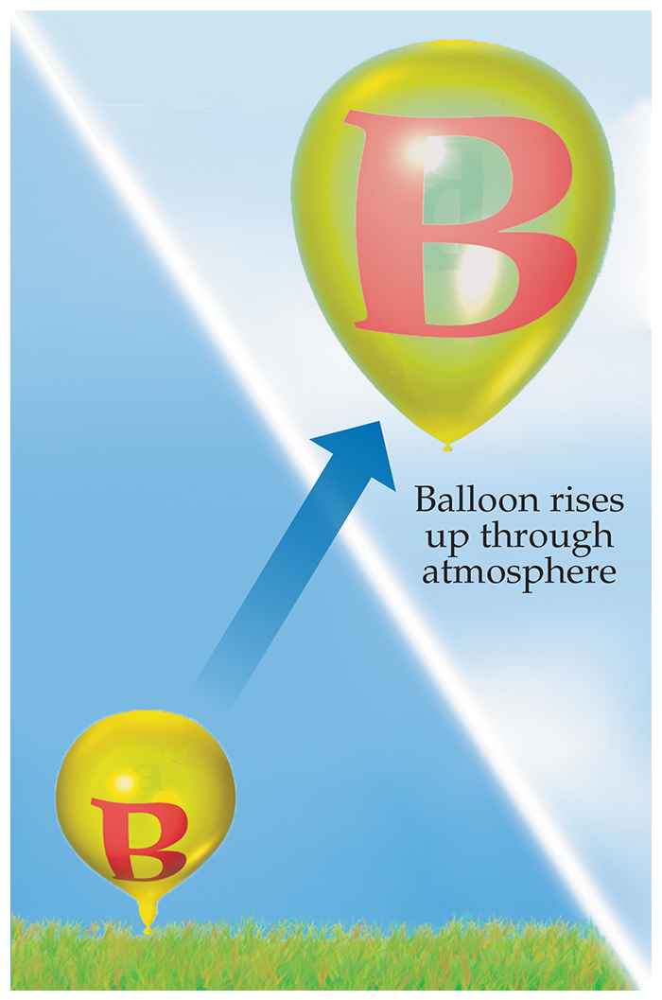 B
Balloon rises
up through
atmosphere
B